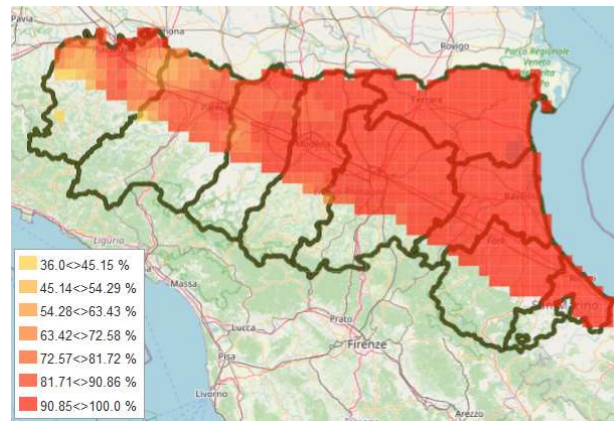 Pavia
Rovigo
Parco Regionale
Veneto
Ferrara
Modena
Liguria
Massa
Forlì
Lucca
Prato
Pisa
Firenze
Livorno
Arezzo
36.0<>45.15 %
45.14<>54.29 %
54.28<>63.43 %
63.42<>72.58 %
72.57<>81.72 %
81.71<>90.86 %
90.85<>100.0 %